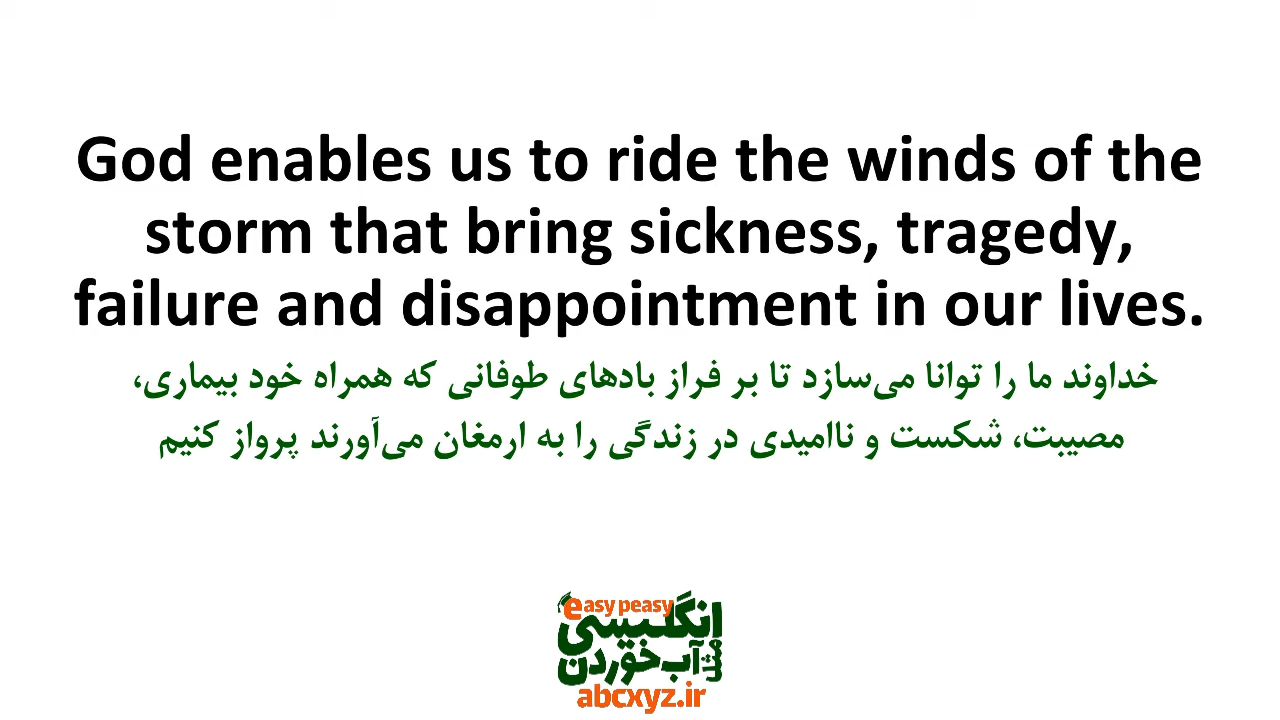 God enables us to ride the winds of the
storm that bring sickness, tragedy,
failure and disappointment in our lives.
خداوند ما را توانا می‌سازد تا بر فراز بادهای طوفانی که همراه خود بیماری،
مصیبت، شکست و ناامیدی در زندگی را به ارمغان می‌آورند پرواز کنیم
easy peasy
انگلیسی
مثل آب خوردن
abcxyz.ir